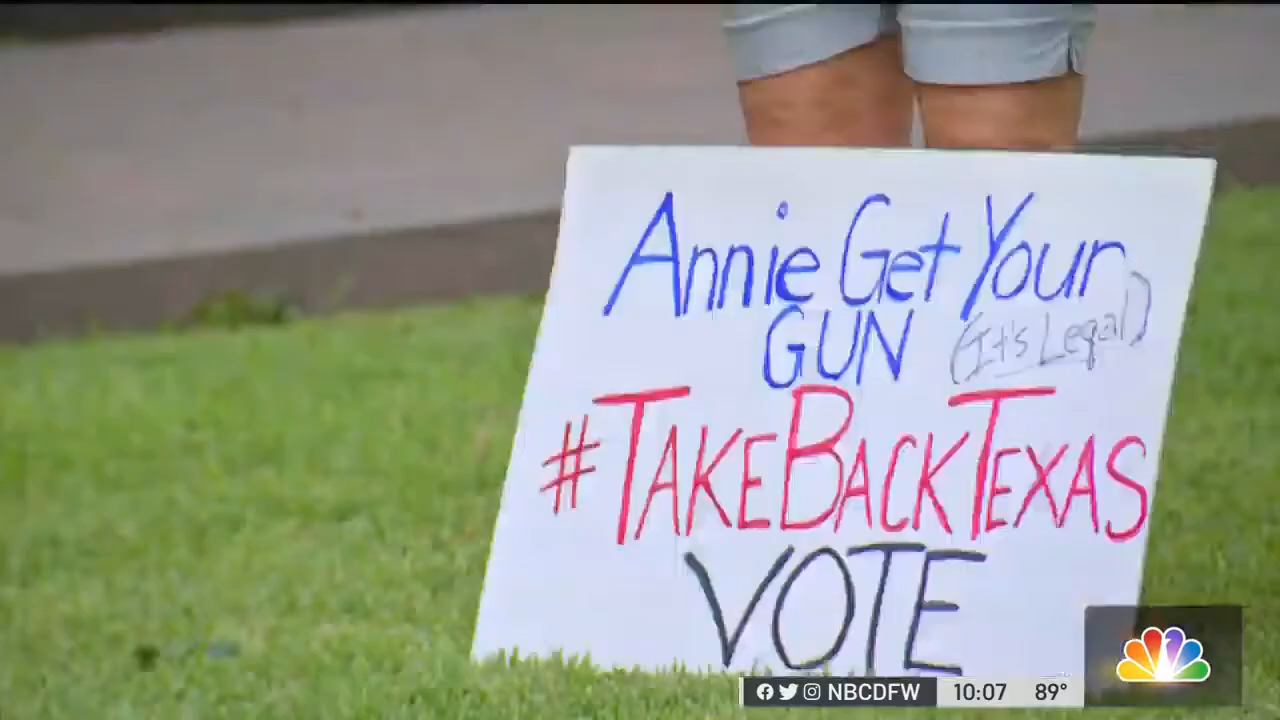 Annie Get Your
GUN (It's Legal)
#TAKEBACKTEXAS
VOTE
NBCDFW 10:07 89°